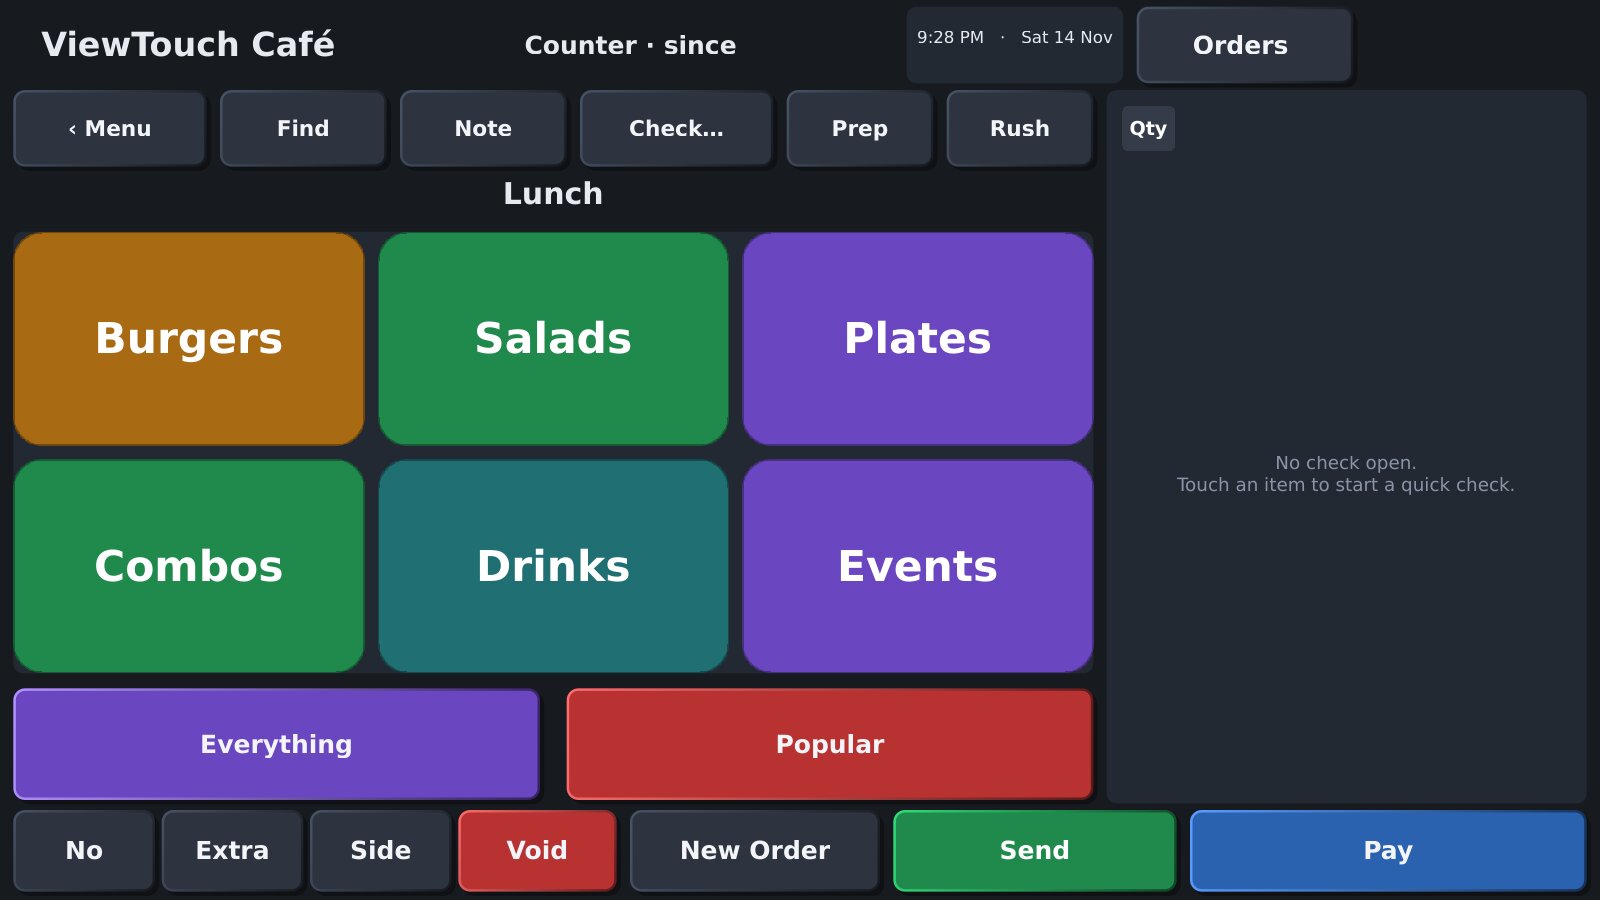 ViewTouch Café
Counter · since
9:28 PM · Sat 14 Nov
Orders
‹ Menu
Find
Note
Check…
Prep
Rush
Qty
Lunch
Burgers
Salads
Plates
Combos
Drinks
Events
No check open.
Touch an item to start a quick check.
Everything
Popular
No
Extra
Side
Void
New Order
Send
Pay